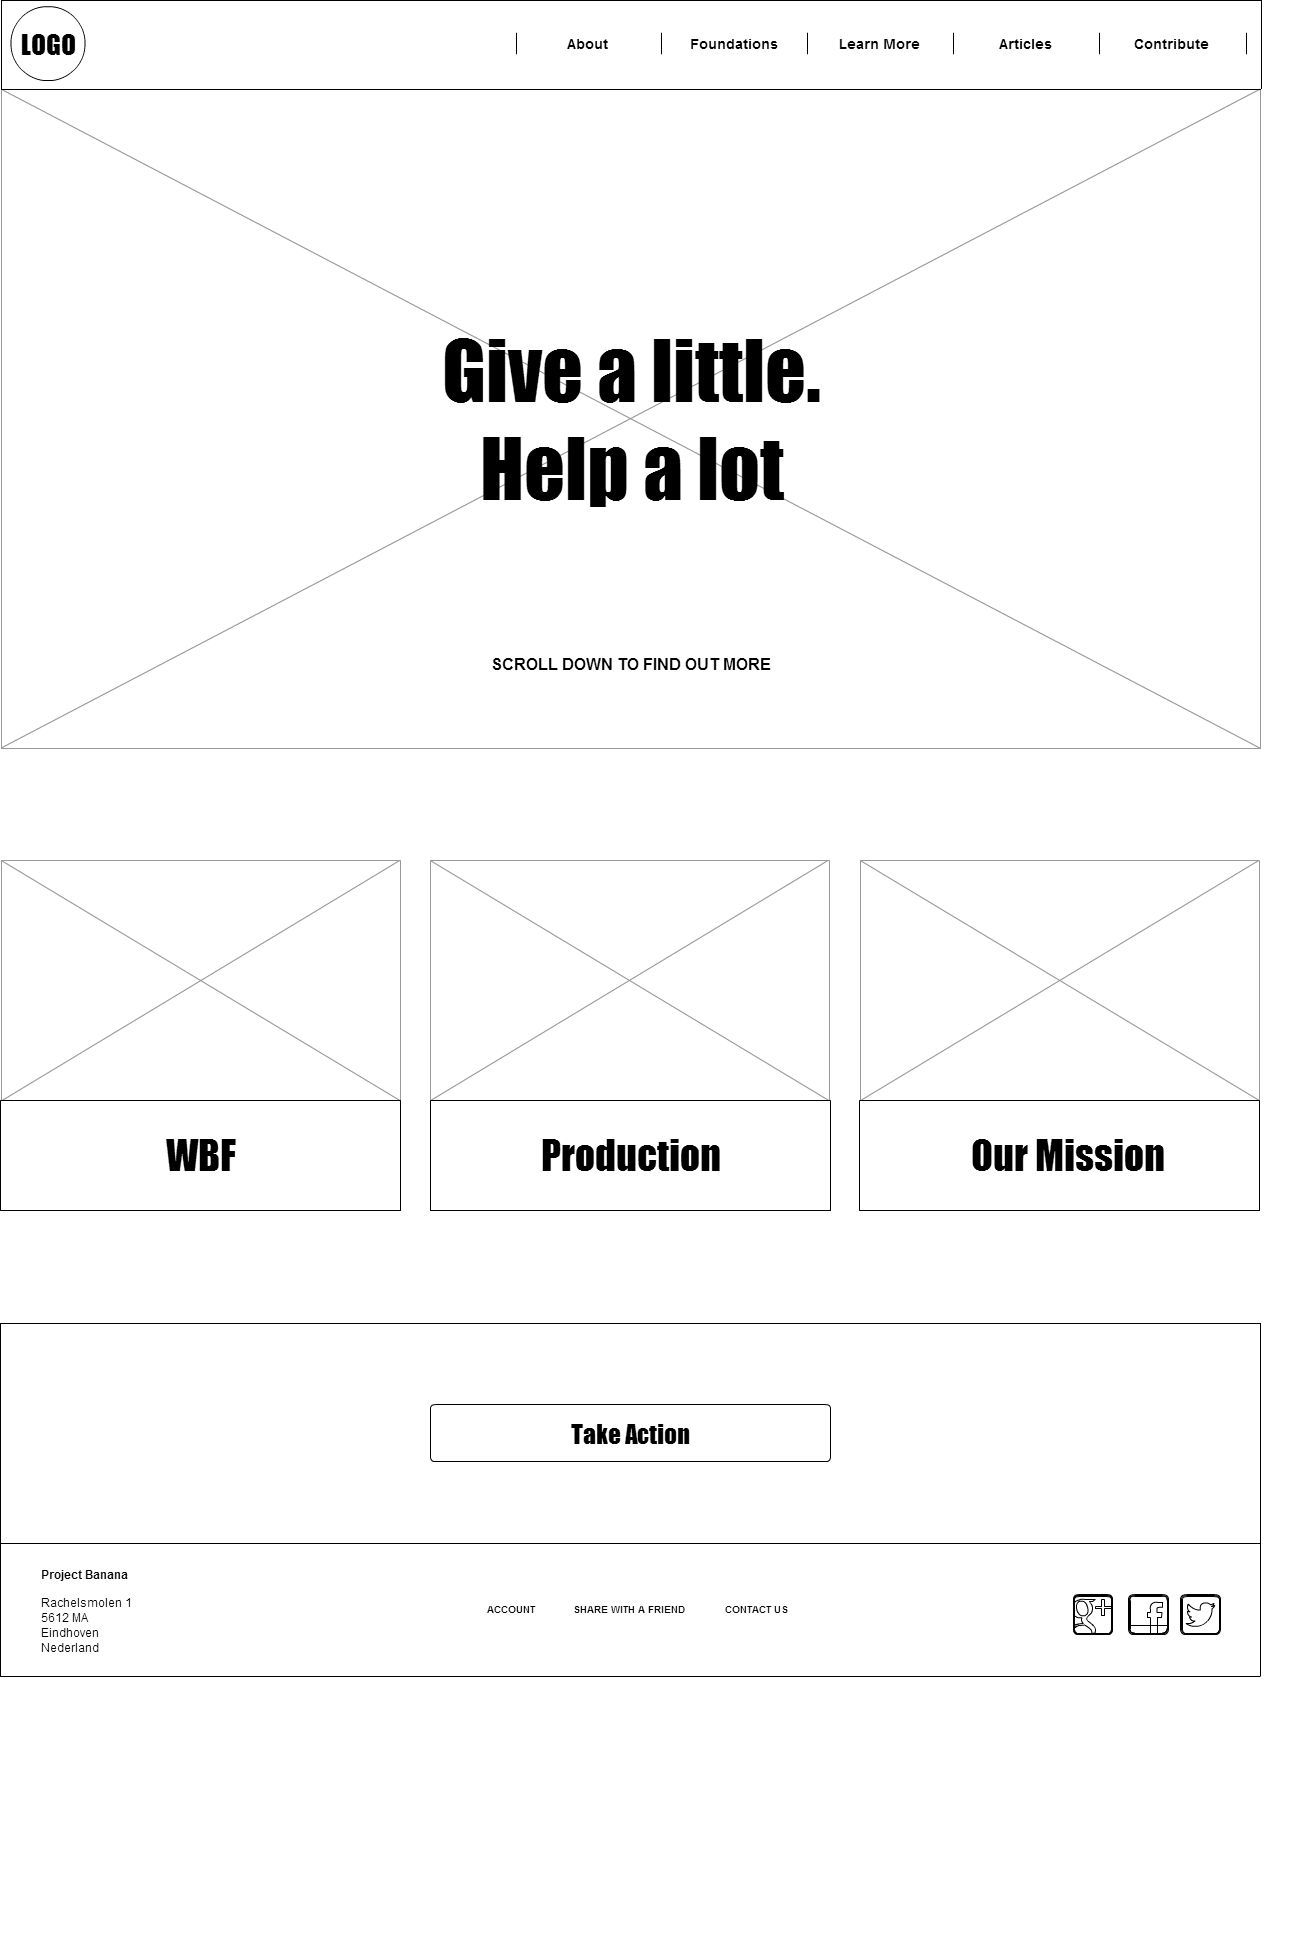 LOGO
About
Foundations
Learn More
Articles
Contribute
Give a little.
Help a lot
SCROLL DOWN TO FIND OUT MORE
WBF
Production
Our Mission
Take Action
Project Banana
Rachelsmolen 1
5612 MA
Eindhoven
Nederland
ACCOUNT
SHARE WITH A FRIEND
CONTACT US